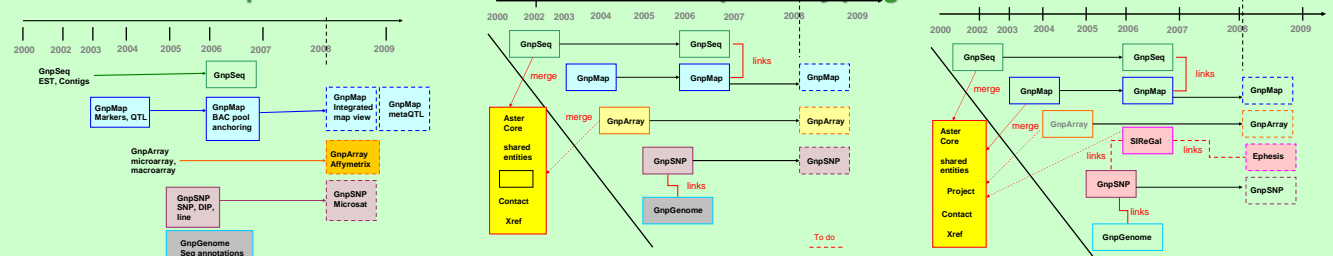 2000 2002 2003 2004 2005 2006 2007 2008 2009
GnpSeq
EST, Contigs
GnpSeq
GnpMap
Markers, QTL
GnpMap
BAC pool
anchoring
GnpMap
Integrated
map view
GnpMap
metaQTL
GnpArray
microarray,
macroarray
GnpArray
Affymetrix
GnpSNP
SNP, DIP,
line
GnpSNP
Microsat
GnpGenome
Seq annotations
2000 2002 2003 2004 2005 2006 2007 2008 2009
GnpSeq
GnpSeq
links
merge
GnpMap
GnpMap
GnpMap
Aster
Core
shared
entities
Contact
Xref
merge
GnpArray
GnpArray
GnpSNP
GnpSNP
links
GnpGenome
To do
2000 2002 2003 2004 2005 2006 2007 2008 2009
GnpSeq
GnpSeq
links
merge
GnpMap
GnpMap
GnpMap
Aster
Core
shared
entities
Project
Contact
Xref
merge
GnpArray
GnpArray
SIReGal
links
links
Ephesis
GnpSNP
GnpSNP
links
GnpGenome